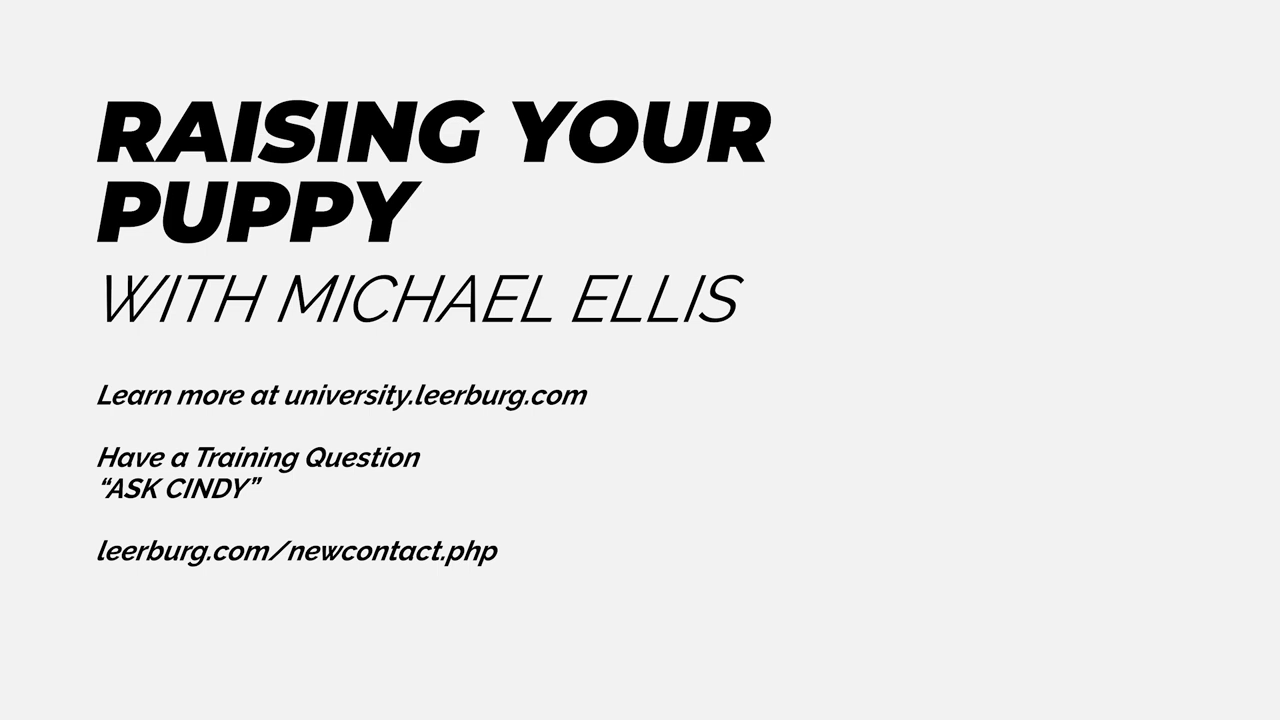 RAISING YOUR
PUPPY
WITH MICHAEL ELLIS
Learn more at university.leerburg.com
Have a Training Question
“ASK CINDY”
leerburg.com/newcontact.php